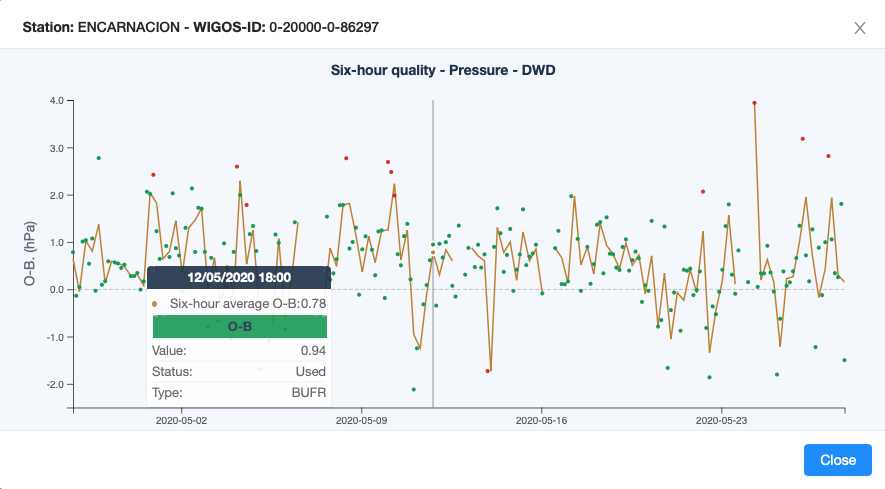 Station: ENCARNACION - WIGOS-ID: 0-20000-0-86297
X
Six-hour quality - Pressure - DWD
4.0
3.0
2.0
1.0
0.0
-1.0
-2.0
O-B. (hPa)
12/05/2020 18:00
Six-hour average O-B:0.78
O-B
Value: 0.94
Status: Used
Type: BUFR
2020-05-02 2020-05-09 2020-05-16 2020-05-23
Close